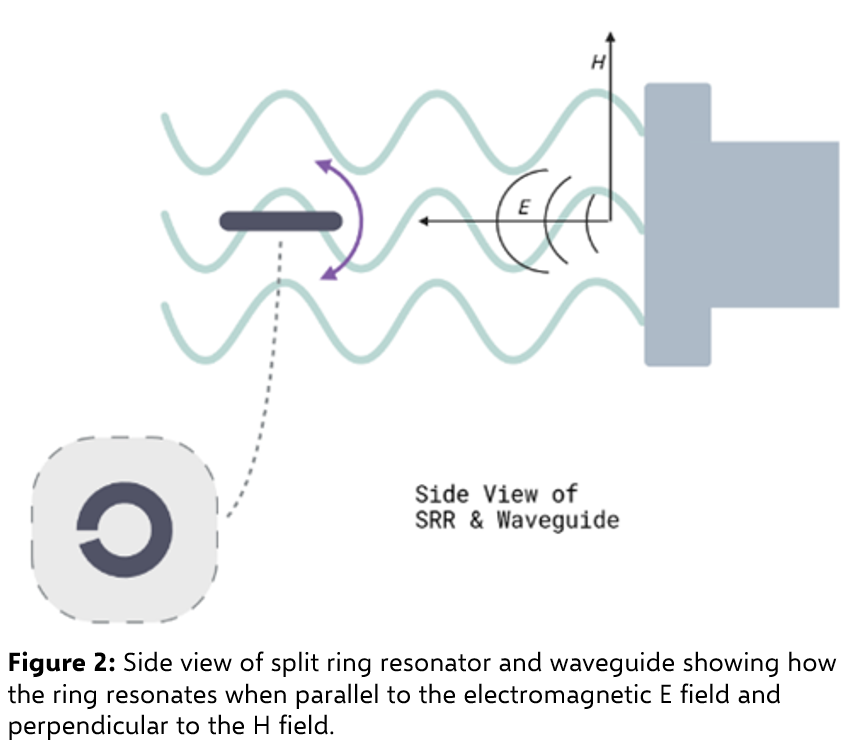 H
E
Side View of
SRR & Waveguide
Figure 2: Side view of split ring resonator and waveguide showing how
the ring resonates when parallel to the electromagnetic E field and
perpendicular to the H field.